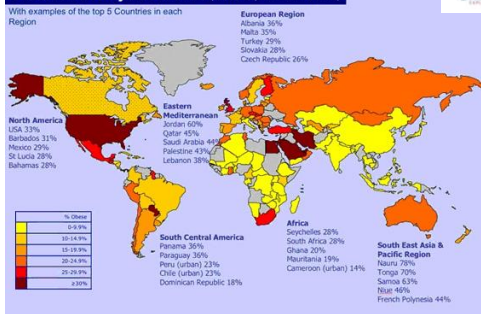 With examples of the top 5 Countries in each
Region
European Region
Albania 36%
Malta 35%
Turkey 29%
Slovakia 28%
Czech Republic 26%
Eastern
Mediterranean
Jordan 60%
Qatar 45%
Saudi Arabia 44%
Palestine 43%
Lebanon 38%
North America
USA 33%
Barbados 31%
Mexico 29%
St Lucia 28%
Bahamas 28%
% Obese
0-9.9%
10-14.9%
15-19.9%
20-24.9%
25-29.9%
≥30%
South Central America
Panama 36%
Paraguay 36%
Peru (urban) 23%
Chile (urban) 23%
Dominican Republic 18%
Africa
Seychelles 28%
South Africa 28%
Ghana 20%
Mauritania 19%
Cameroon (urban) 14%
South East Asia &
Pacific Region
Nauru 78%
Tonga 70%
Samoa 63%
Niue 46%
French Polynesia 44%